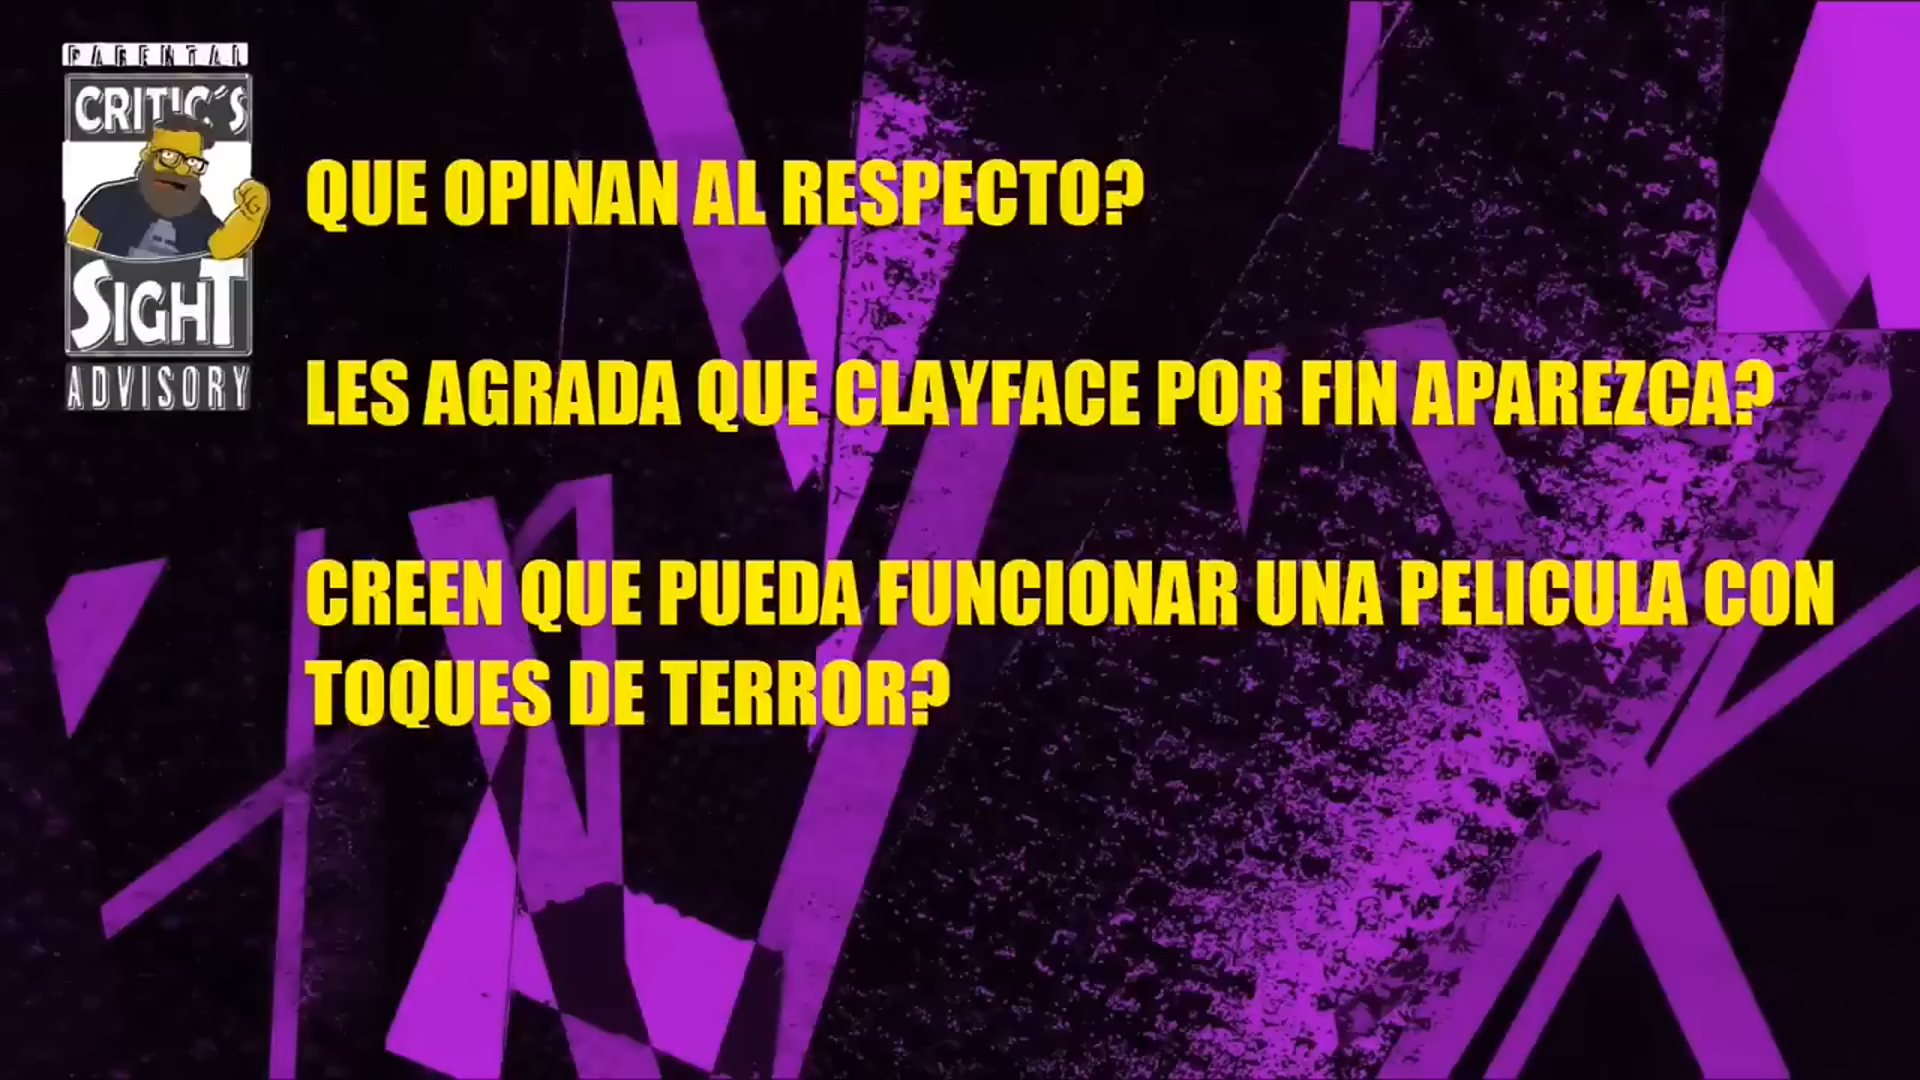 PARENTAL
CRITIC´S
SIGHT
ADVISORY
QUE OPINAN AL RESPECTO?
LES AGRADA QUE CLAYFACE POR FIN APAREZCA?
CREEN QUE PUEDA FUNCIONAR UNA PELICULA CON
TOQUES DE TERROR?